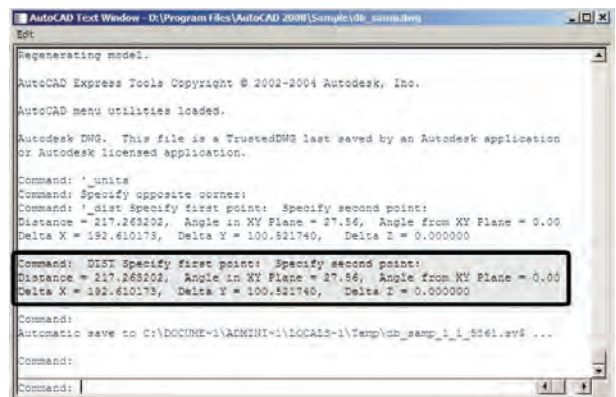 AutoCAD Text Window - D:\Program Files\AutoCAD 2008\Sample\db_samp.dwg
Edit
Regenerating model.
AutoCAD Express Tools Copyright © 2002-2004 Autodesk, Inc.
AutoCAD menu utilities loaded.
Autodesk DWG.  This file is a TrustedDWG last saved by an Autodesk application
or Autodesk licensed application.
Command: '_units
Command: Specify opposite corner:
Command: '_dist Specify first point:  Specify second point:
Distance = 217.263202,  Angle in XY Plane = 27.56,  Angle from XY Plane = 0.00
Delta X = 192.610173,  Delta Y = 100.521740,   Delta Z = 0.000000
Command:  DIST Specify first point:  Specify second point:
Distance = 217.263202,  Angle in XY Plane = 27.56,  Angle from XY Plane = 0.00
Delta X = 192.610173,  Delta Y = 100.521740,   Delta Z = 0.000000
Command:
Automatic save to C:\DOCUME~1\ADMINI~1\LOCALS~1\Temp\db_samp_1_1_5561.sv$ ...
Command:
Command: